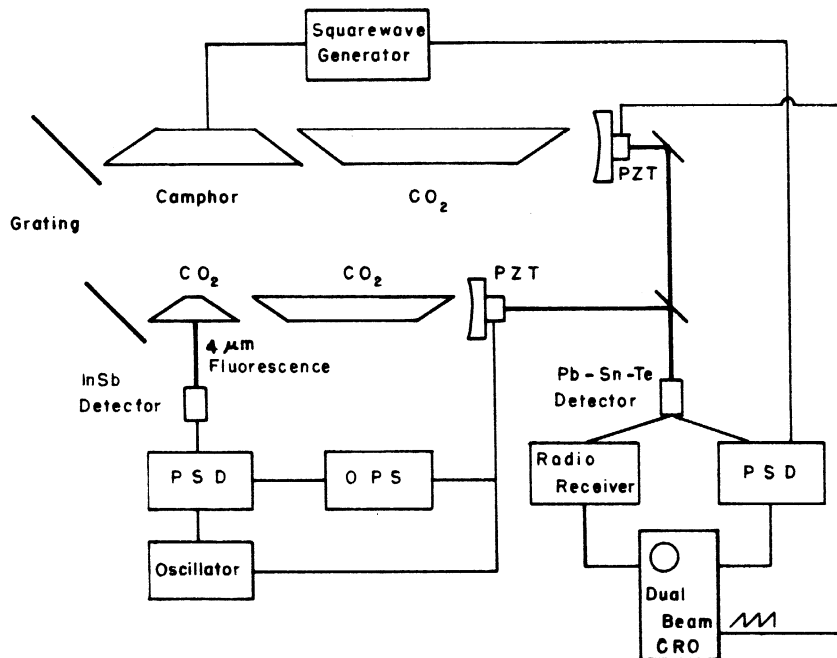 Squarewave
Generator
PZT
Camphor
CO2
Grating
CO2
CO2
PZT
4 μm
Fluorescence
InSb
Detector
Pb-Sn-Te
Detector
PSD
OPS
Radio
Receiver
PSD
Oscillator
Dual
Beam
CRO